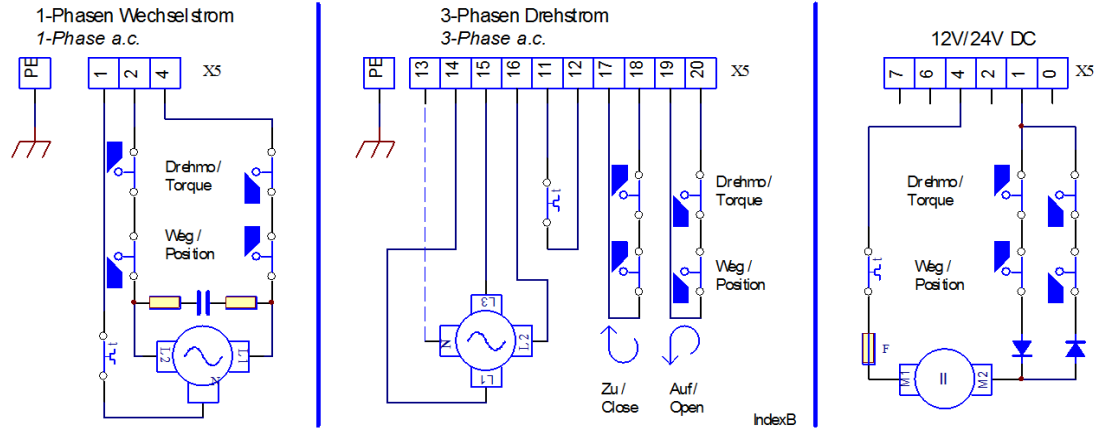 1-Phasen Wechselstrom
1-Phase a.c.
PE
1 2 4 X5
Drehmo/
Torque
Weg/
Position
t
L2 L1
N
3-Phasen Drehstrom
3-Phase a.c.
PE
13 14 15 16 11 12 17 18 19 20 X5
t
Drehmo/
Torque
Weg/
Position
L3
N L2
L1
Zu/
Close
Auf/
Open
IndexB
12V/24V DC
7 6 4 2 1 0 X5
Drehmo/
Torque
Weg/
Position
t
F
M1 II M2